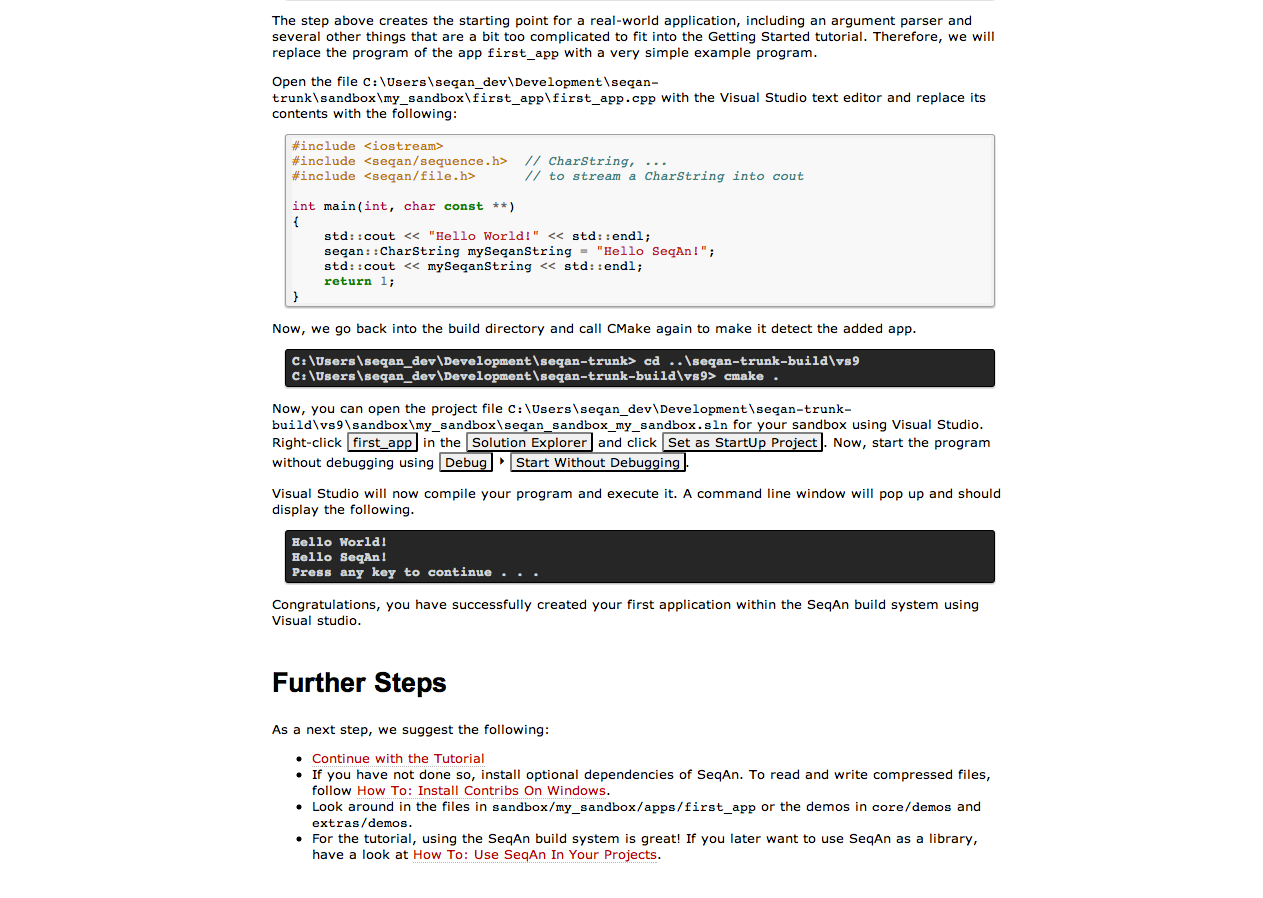 The step above creates the starting point for a real-world application, including an argument parser and
several other things that are a bit too complicated to fit into the Getting Started tutorial. Therefore, we will
replace the program of the app first_app with a very simple example program.
Open the file C:\Users\seqan_dev\Development\seqan-
trunk\sandbox\my_sandbox\first_app\first_app.cpp with the Visual Studio text editor and replace its
contents with the following:
#include <iostream>
#include <seqan/sequence.h>  // CharString, ...
#include <seqan/file.h>      // to stream a CharString into cout
int main(int, char const **)
{
    std::cout << "Hello World!" << std::endl;
    seqan::CharString mySeqanString = "Hello SeqAn!";
    std::cout << mySeqanString << std::endl;
    return 1;
}
Now, we go back into the build directory and call CMake again to make it detect the added app.
C:\Users\seqan_dev\Development\seqan-trunk> cd ..\seqan-trunk-build\vs9
C:\Users\seqan_dev\Development\seqan-trunk-build\vs9> cmake .
Now, you can open the project file C:\Users\seqan_dev\Development\seqan-trunk-
build\vs9\sandbox\my_sandbox\seqan_sandbox_my_sandbox.sln for your sandbox using Visual Studio.
Right-click first_app in the Solution Explorer and click Set as StartUp Project. Now, start the program
without debugging using Debug ‣ Start Without Debugging.
Visual Studio will now compile your program and execute it. A command line window will pop up and should
display the following.
Hello World!
Hello SeqAn!
Press any key to continue . . .
Congratulations, you have successfully created your first application within the SeqAn build system using
Visual studio.
Further Steps
As a next step, we suggest the following:
• Continue with the Tutorial
• If you have not done so, install optional dependencies of SeqAn. To read and write compressed files,
follow How To: Install Contribs On Windows.
• Look around in the files in sandbox/my_sandbox/apps/first_app or the demos in core/demos and
extras/demos.
• For the tutorial, using the SeqAn build system is great! If you later want to use SeqAn as a library,
have a look at How To: Use SeqAn In Your Projects.